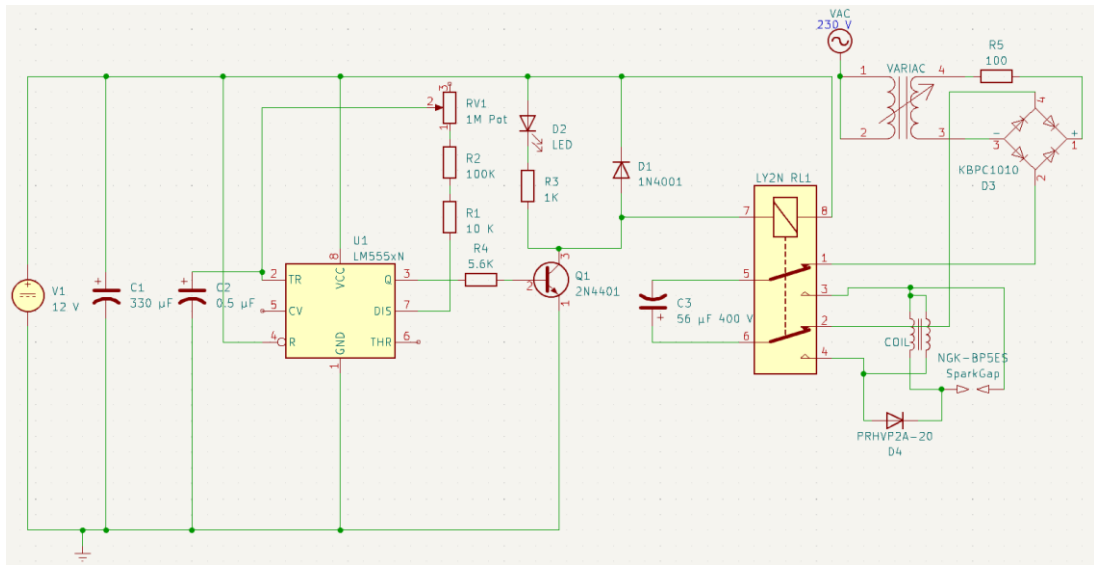 VAC
230 V
R5
100
1
VARIAC
4
2
3
4
-
3
+
1
KBPC1010
D3
2
3
2
RV1
1M Pot
1
D2
LED
R2
100K
D1
1N4001
R3
1K
LY2N RL1
R1
10 K
7
8
U1
LM555xN
R4
5.6K
8
VCC
2
TR
Q
3
2
3
Q1
2N4401
1
V1
12 V
+
C1
330 µF
+
C2
0.5 µF
5
CV
DIS
7
4
R
THR
6
GND
1
5
1
C3
56 µF 400 V
+
3
6
2
COIL
4
NGK-BP5ES
SparkGap
PRHVP2A-20
D4